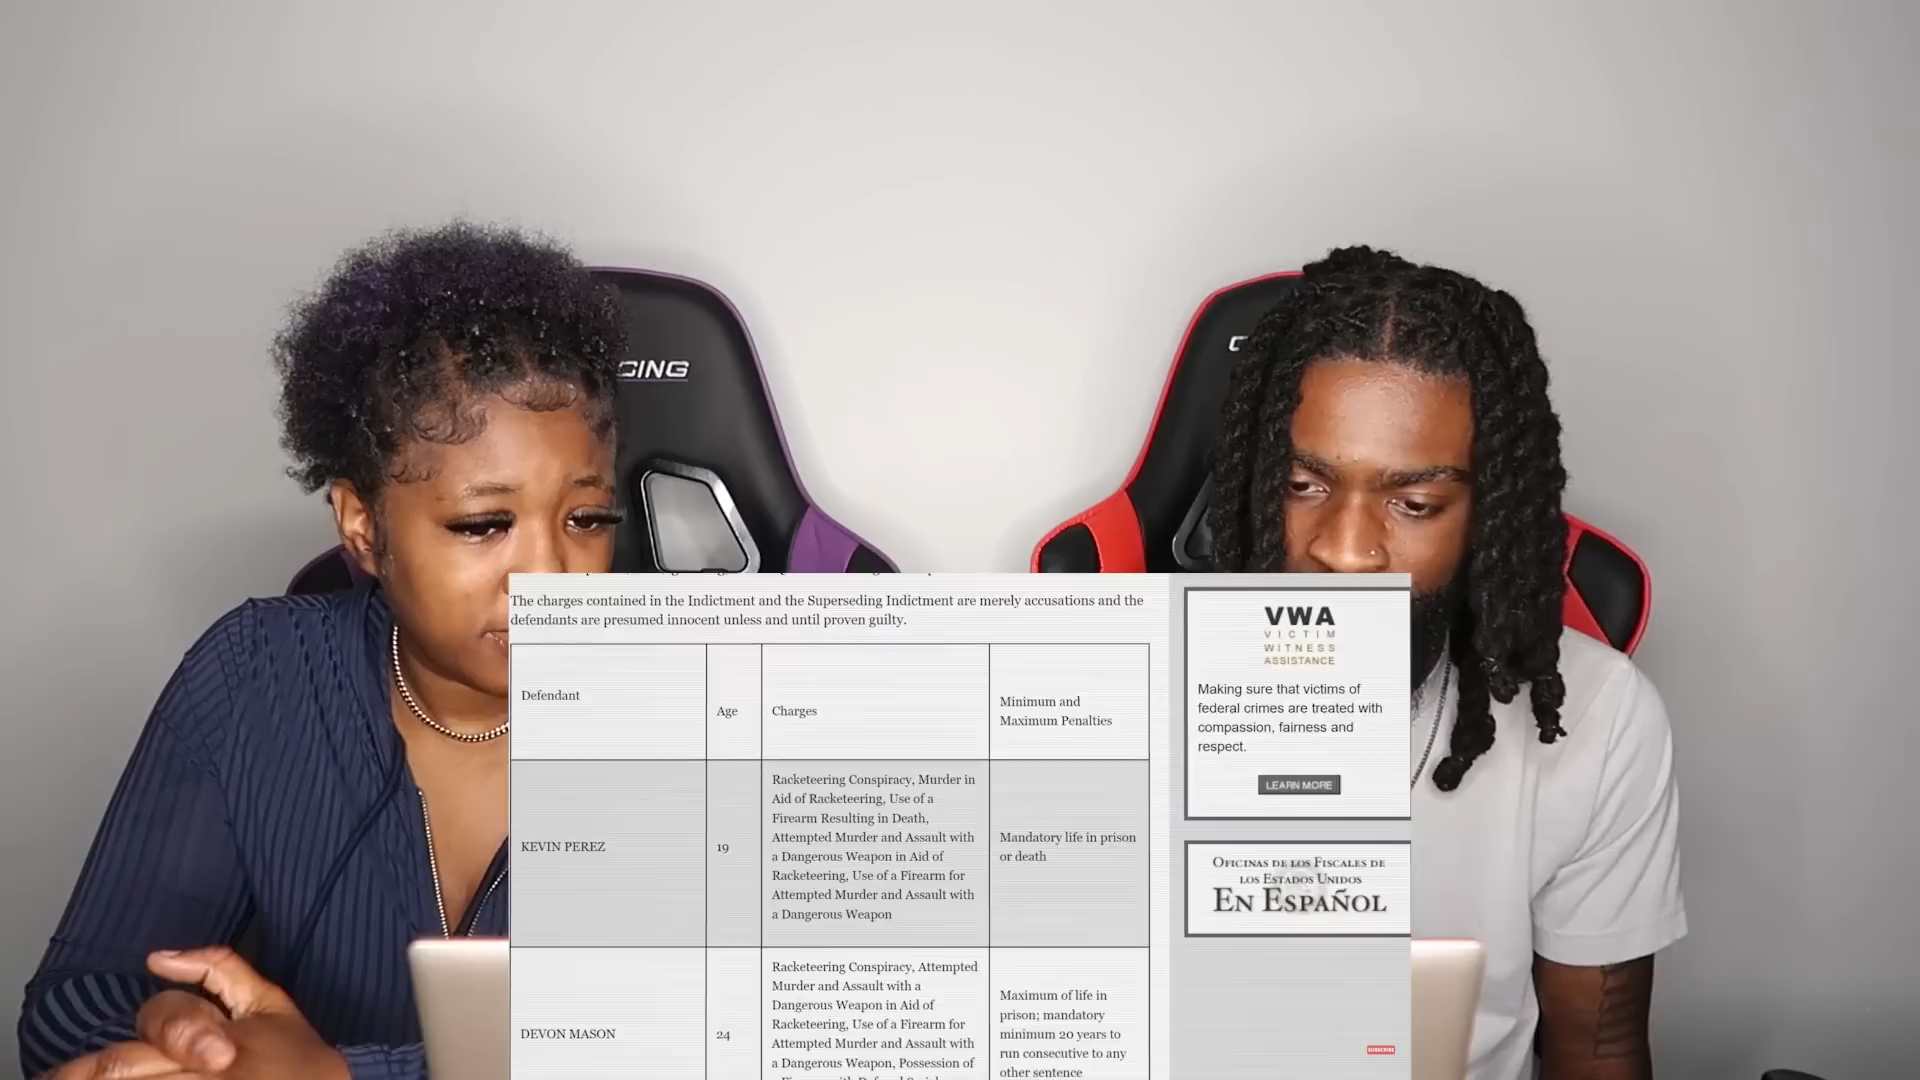 CING
The charges contained in the Indictment and the Superseding Indictment are merely accusations and the
defendants are presumed innocent unless and until proven guilty.
Defendant
Age
Charges
Minimum and
Maximum Penalties
KEVIN PEREZ
19
Racketeering Conspiracy, Murder in
Aid of Racketeering, Use of a
Firearm Resulting in Death,
Attempted Murder and Assault with
a Dangerous Weapon in Aid of
Racketeering, Use of a Firearm for
Attempted Murder and Assault with
a Dangerous Weapon
Mandatory life in prison
or death
DEVON MASON
24
Racketeering Conspiracy, Attempted
Murder and Assault with a
Dangerous Weapon in Aid of
Racketeering, Use of a Firearm for
Attempted Murder and Assault with
a Dangerous Weapon, Possession of
Maximum of life in
prison; mandatory
minimum 20 years to
run consecutive to any
other sentence
VWA
VICTIM
WITNESS
ASSISTANCE
Making sure that victims of
federal crimes are treated with
compassion, fairness and
respect.
LEARN MORE
OFICINAS DE LOS FISCALES DE
LOS ESTADOS UNIDOS
EN ESPAÑOL
SUBSCRIBE